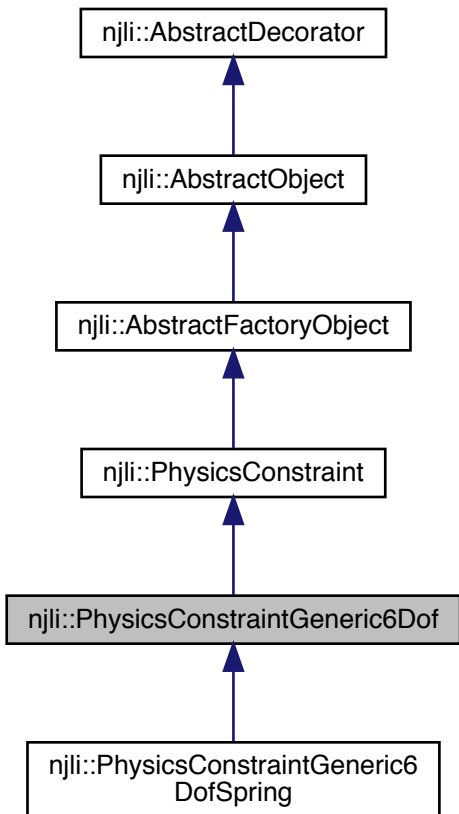 njli::AbstractDecorator
njli::AbstractObject
njli::AbstractFactoryObject
njli::PhysicsConstraint
njli::PhysicsConstraintGeneric6Dof
njli::PhysicsConstraintGeneric6
DofSpring